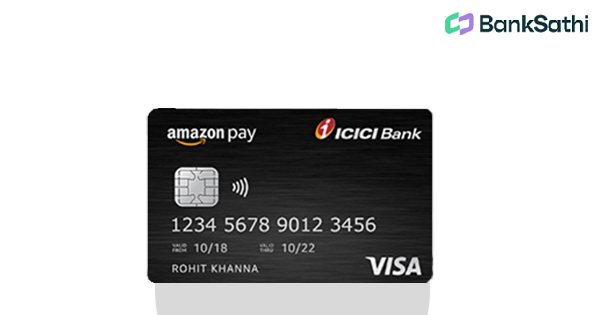 BankSathi
amazon pay
ICICI Bank
1234 5678 9012 3456
VALID FROM 10/18 VALID THRU 10/22
ROHIT KHANNA
VISA